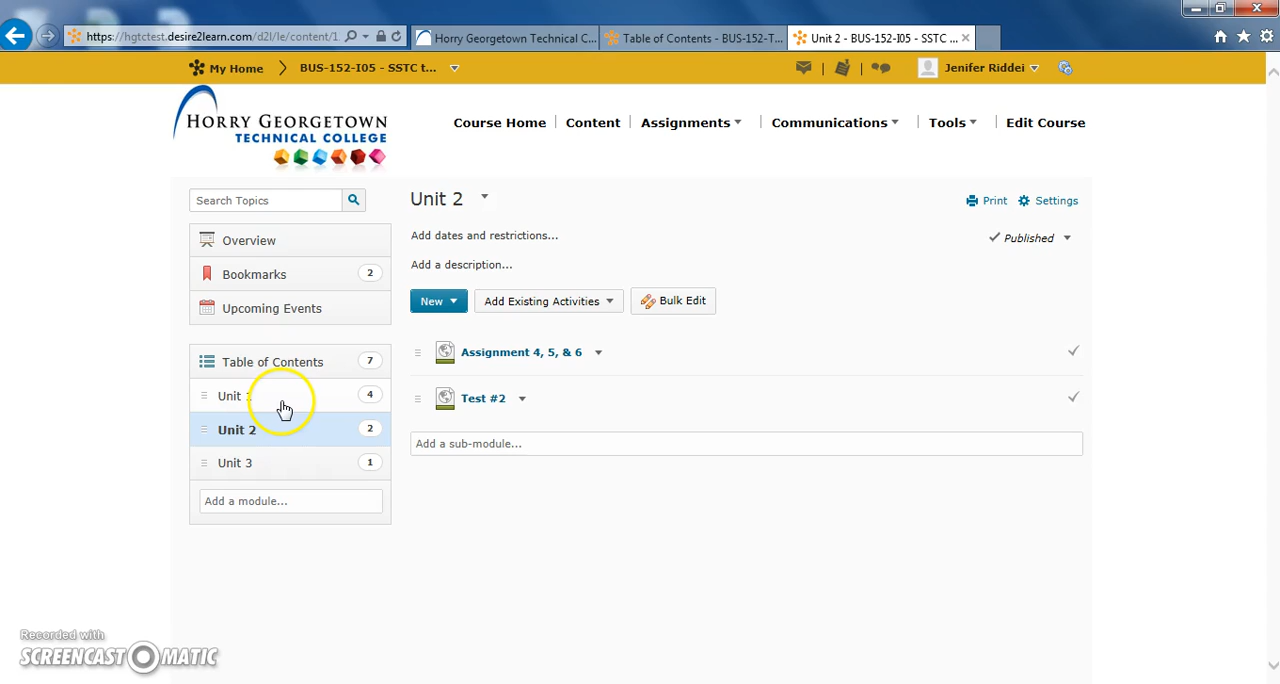 https://hgtctest.desire2learn.com/d2l/le/content/1
Horry Georgetown Technical C...
Table of Contents - BUS-152-T...
Unit 2 - BUS-152-I05 - SSTC ...
My Home
BUS-152-I05 - SSTC t...
Jenifer Riddei
HORRY GEORGETOWN
TECHNICAL COLLEGE
Course Home
Content
Assignments
Communications
Tools
Edit Course
Search Topics
Unit 2
Print
Settings
Overview
Add dates and restrictions...
Published
Bookmarks
2
Add a description...
Upcoming Events
New
Add Existing Activities
Bulk Edit
Table of Contents
7
Assignment 4, 5, & 6
Unit 1
4
Test #2
Unit 2
2
Add a sub-module...
Unit 3
1
Add a module...
Recorded with
SCREENCAST-O-MATIC